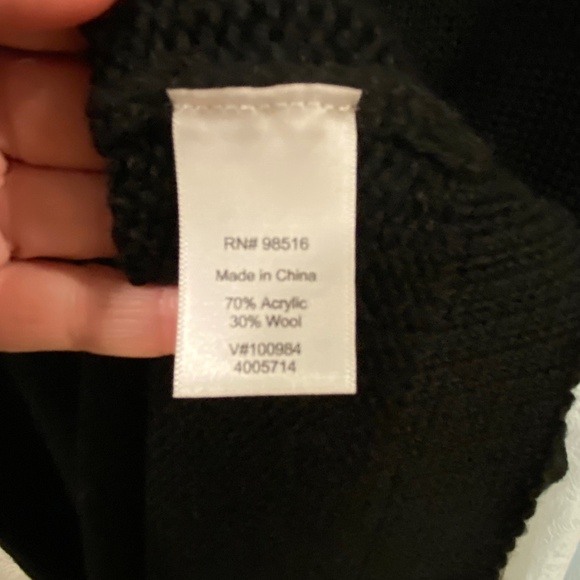 RN# 98516
Made in China
70% Acrylic
30% Wool
V#100984
4005714